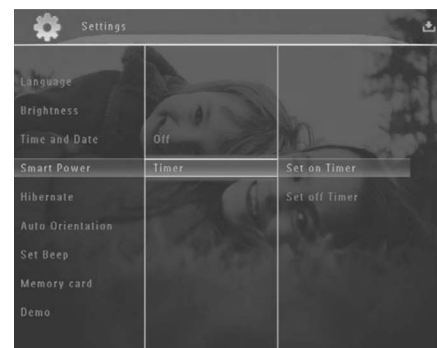 Settings
Language
Brightness
Time and Date
Off
Smart Power
Timer
Set on Timer
Hibernate
Set off Timer
Auto Orientation
Set Beep
Memory card
Demo